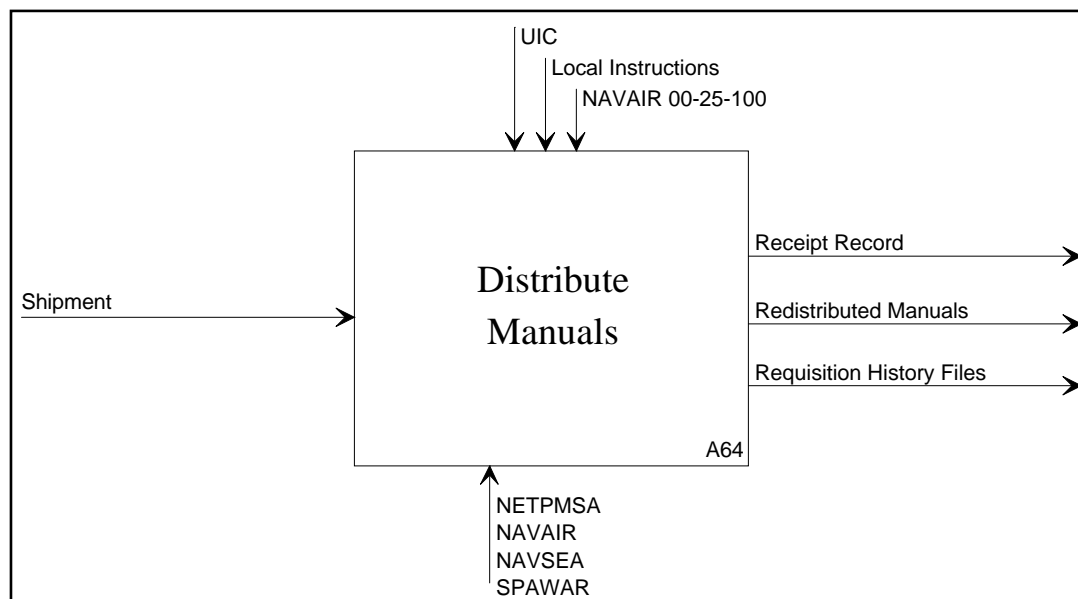 UIC
Local Instructions
NAVAIR 00-25-100
Shipment
Distribute
Manuals
Receipt Record
Redistributed Manuals
Requisition History Files
A64
NETPMSA
NAVAIR
NAVSEA
SPAWAR